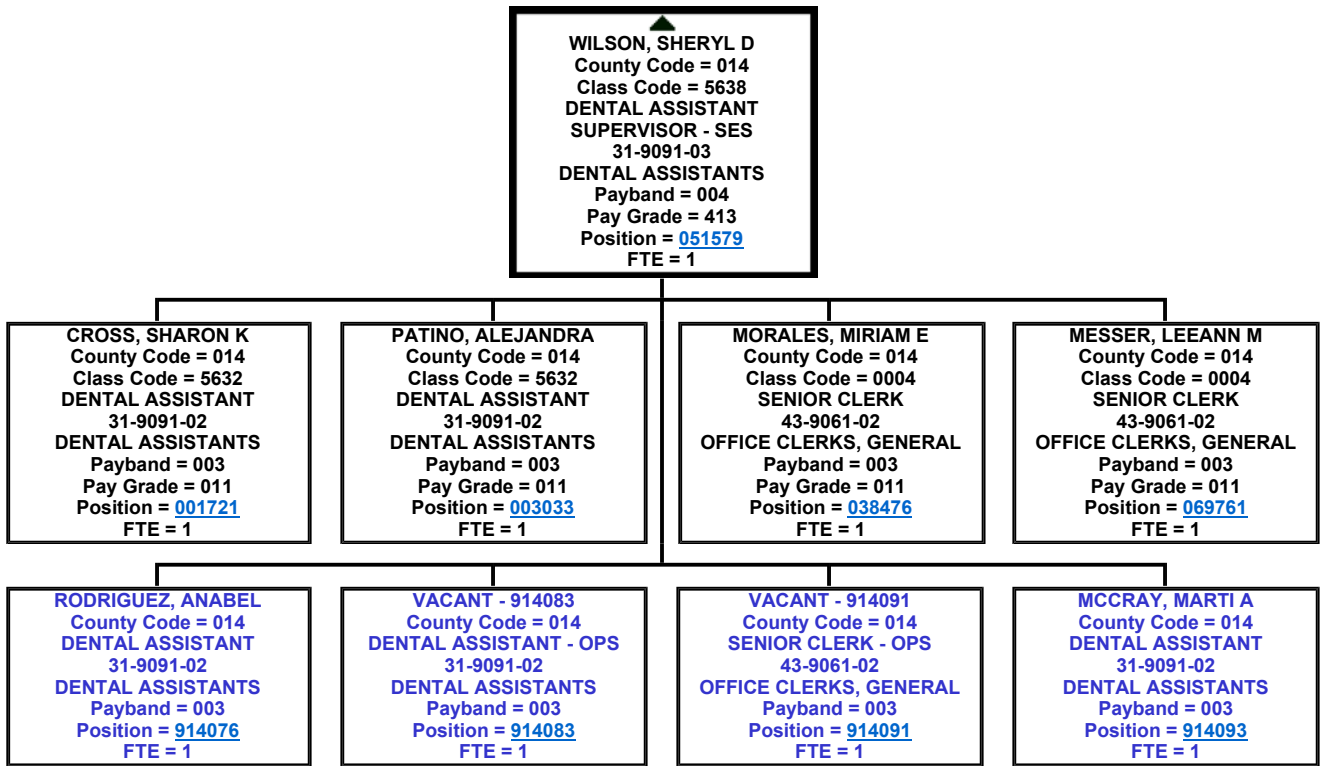 WILSON, SHERYL D
County Code = 014
Class Code = 5638
DENTAL ASSISTANT
SUPERVISOR - SES
31-9091-03
DENTAL ASSISTANTS
Payband = 004
Pay Grade = 413
Position = 051579
FTE = 1
CROSS, SHARON K
County Code = 014
Class Code = 5632
DENTAL ASSISTANT
31-9091-02
DENTAL ASSISTANTS
Payband = 003
Pay Grade = 011
Position = 001721
FTE = 1
PATINO, ALEJANDRA
County Code = 014
Class Code = 5632
DENTAL ASSISTANT
31-9091-02
DENTAL ASSISTANTS
Payband = 003
Pay Grade = 011
Position = 003033
FTE = 1
MORALES, MIRIAM E
County Code = 014
Class Code = 0004
SENIOR CLERK
43-9061-02
OFFICE CLERKS, GENERAL
Payband = 003
Pay Grade = 011
Position = 038476
FTE = 1
MESSER, LEEANN M
County Code = 014
Class Code = 0004
SENIOR CLERK
43-9061-02
OFFICE CLERKS, GENERAL
Payband = 003
Pay Grade = 011
Position = 069761
FTE = 1
RODRIGUEZ, ANABEL
County Code = 014
DENTAL ASSISTANT
31-9091-02
DENTAL ASSISTANTS
Payband = 003
Position = 914076
FTE = 1
VACANT - 914083
County Code = 014
DENTAL ASSISTANT - OPS
31-9091-02
DENTAL ASSISTANTS
Payband = 003
Position = 914083
FTE = 1
VACANT - 914091
County Code = 014
SENIOR CLERK - OPS
43-9061-02
OFFICE CLERKS, GENERAL
Payband = 003
Position = 914091
FTE = 1
MCCRAY, MARTI A
County Code = 014
DENTAL ASSISTANT
31-9091-02
DENTAL ASSISTANTS
Payband = 003
Position = 914093
FTE = 1